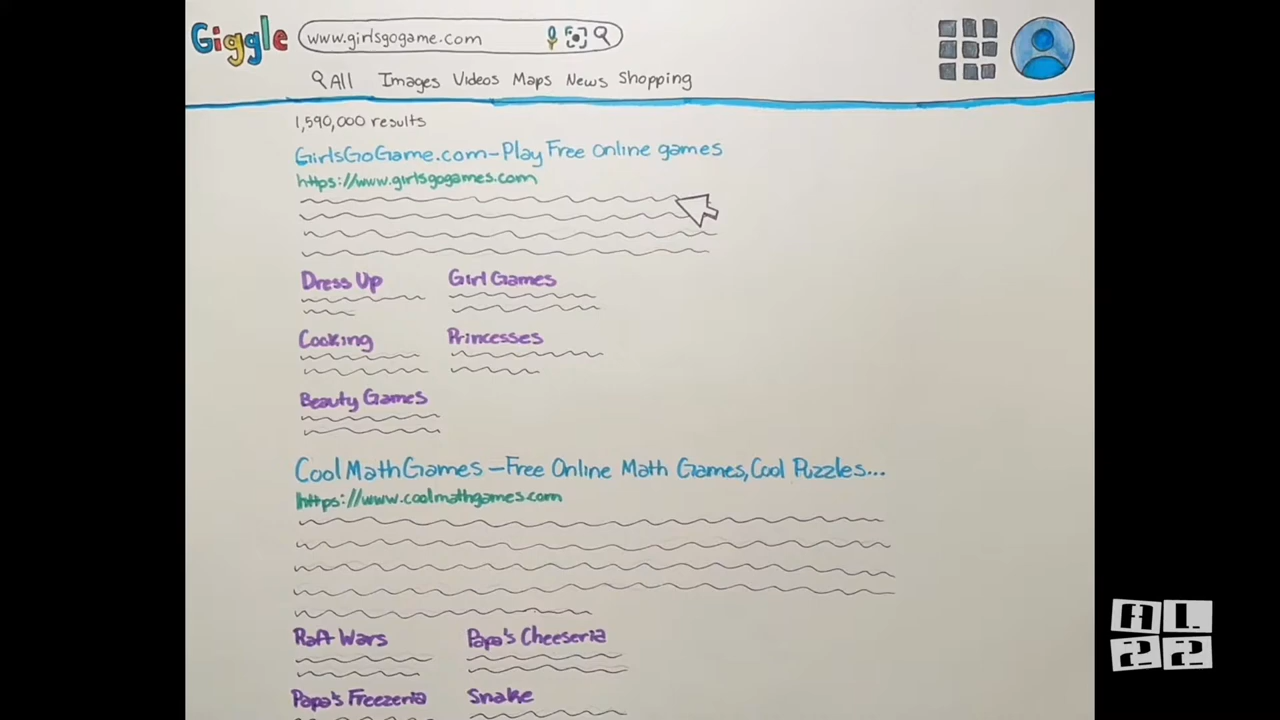 Giggle www.girlsgogame.com
All Images Videos Maps News Shopping
1,590,000 results
GirlsGoGame.com-Play Free Online games
https://www.girlsgogames.com
Dress Up Girl Games
Cooking Princesses
Beauty Games
CoolMathGames-Free Online Math Games, Cool Puzzles...
https://www.coolmathgames.com
Raft Wars Papa's Cheeseria
Papa's Freezeria Snake
AL
22